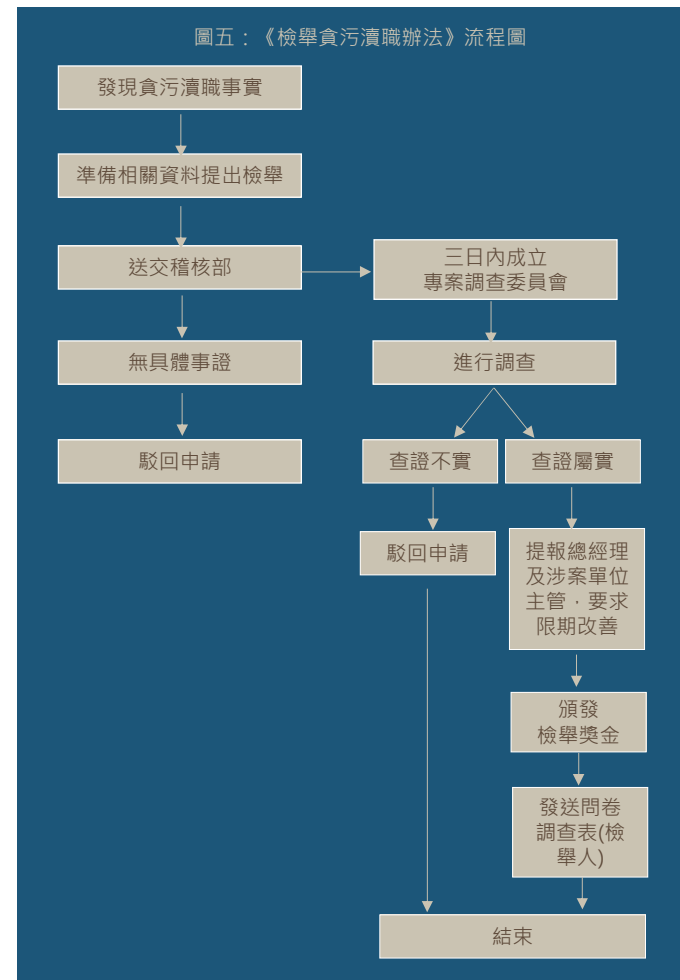 圖五：《檢舉貪污瀆職辦法》流程圖
發現貪污瀆職事實
準備相關資料提出檢舉
送交稽核部
三日內成立
專案調查委員會
無具體事證
進行調查
駁回申請
查證不實
查證屬實
駁回申請
提報總經理
及涉案單位
主管，要求
限期改善
頒發
檢舉獎金
發送問卷
調查表(檢
舉人)
結束